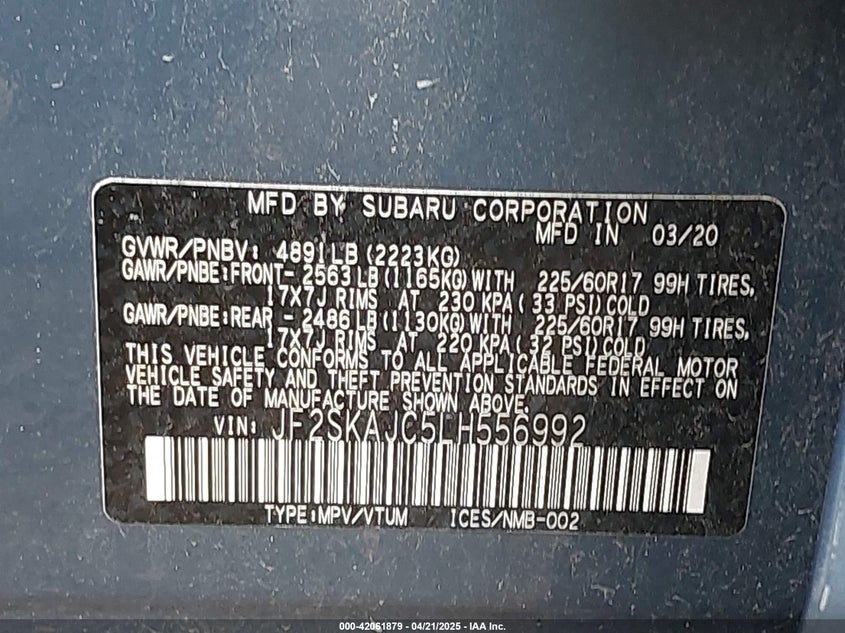 MFD BY SUBARU CORPORATION
MFD IN 03/20
GVWR/PNBV: 4891LB (2223KG)
GAWR/PNBE:FRONT- 2563 LB (1165KG) WITH 225/60R17 99H TIRES,
17X7J RIMS AT 230 KPA ( 33 PSI) COLD
GAWR/PNBE:REAR - 2486 LB (1130KG) WITH 225/60R17 99H TIRES,
17X7J RIMS AT 220 KPA ( 32 PSI) COLD
THIS VEHICLE CONFORMS TO ALL APPLICABLE FEDERAL MOTOR
VEHICLE SAFETY AND THEFT PREVENTION STANDARDS IN EFFECT ON
THE DATE OF MANUFACTURE SHOWN ABOVE.
VIN: JF2SKAJC5LH556992
TYPE:MPV/VTUM / ICES/NMB-002
000-42061879 - 04/21/2025 - IAA Inc.